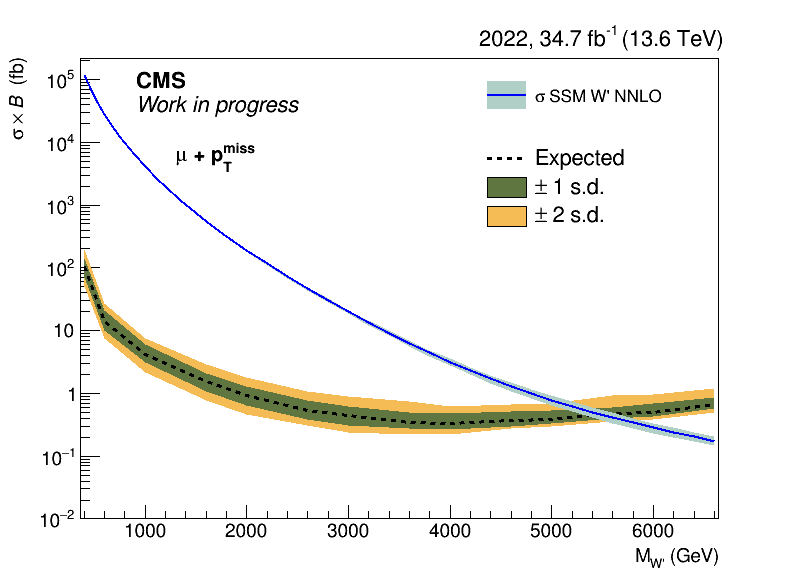 2022, 34.7 fb⁻¹ (13.6 TeV)
σ × B (fb)
CMS
Work in progress
μ + p_T^miss
σ SSM W' NNLO
Expected
± 1 s.d.
± 2 s.d.
10⁵
10⁴
10³
10²
10
1
10⁻¹
10⁻²
1000 2000 3000 4000 5000 6000
M_W' (GeV)